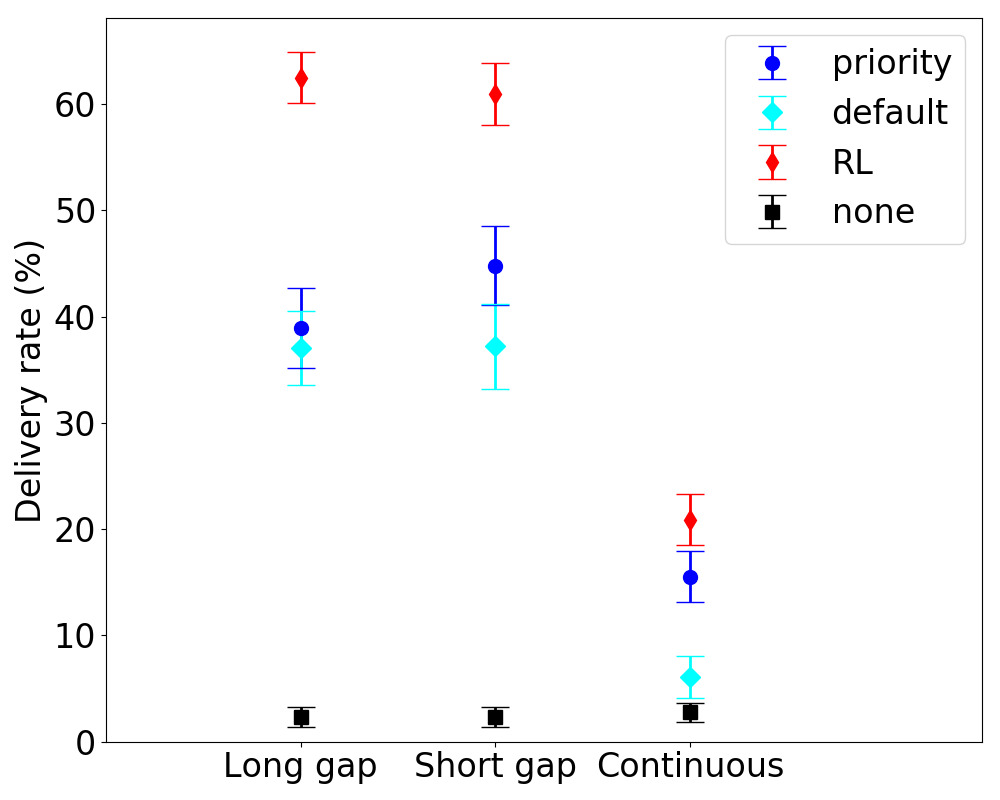 Delivery rate (%)
60
50
40
30
20
10
0
Long gap
Short gap
Continuous
priority
default
RL
none